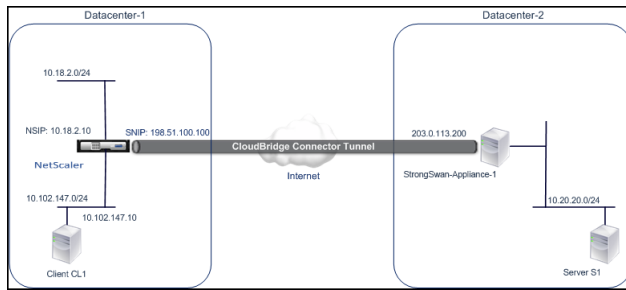 Datacenter-1
Datacenter-2
10.18.2.0/24
NSIP: 10.18.2.10
SNIP: 198.51.100.100
203.0.113.200
CloudBridge Connector Tunnel
NetScaler
Internet
StrongSwan-Appliance-1
10.102.147.0/24
10.20.20.0/24
10.102.147.10
Client CL1
Server S1